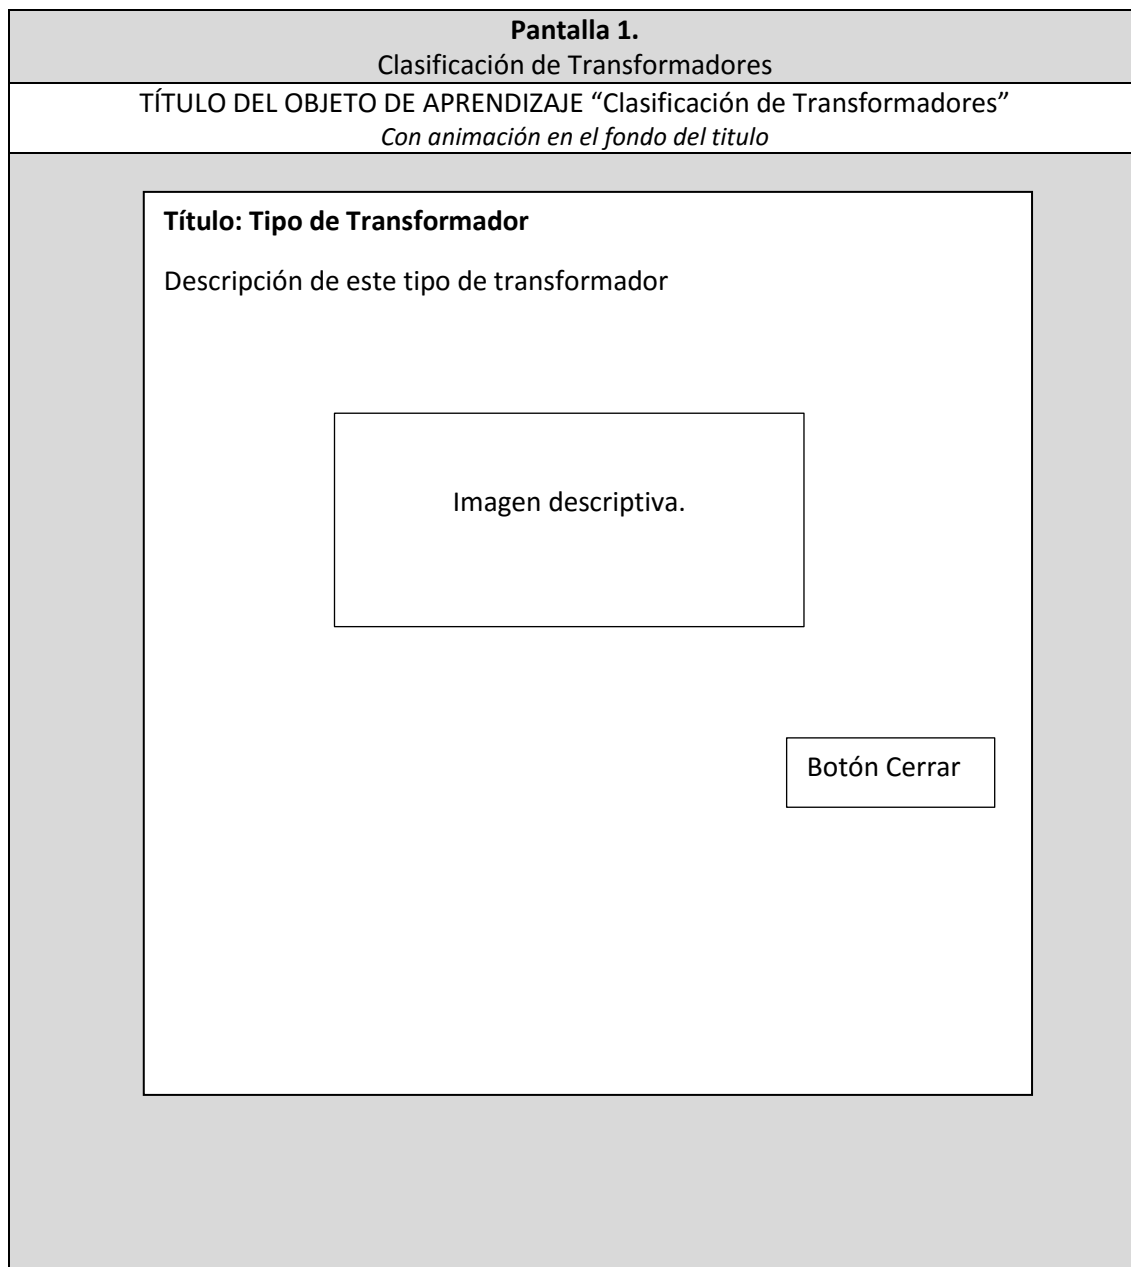 Pantalla 1.
Clasificación de Transformadores
TÍTULO DEL OBJETO DE APRENDIZAJE “Clasificación de Transformadores”
Con animación en el fondo del titulo
Título: Tipo de Transformador
Descripción de este tipo de transformador
Imagen descriptiva.
Botón Cerrar